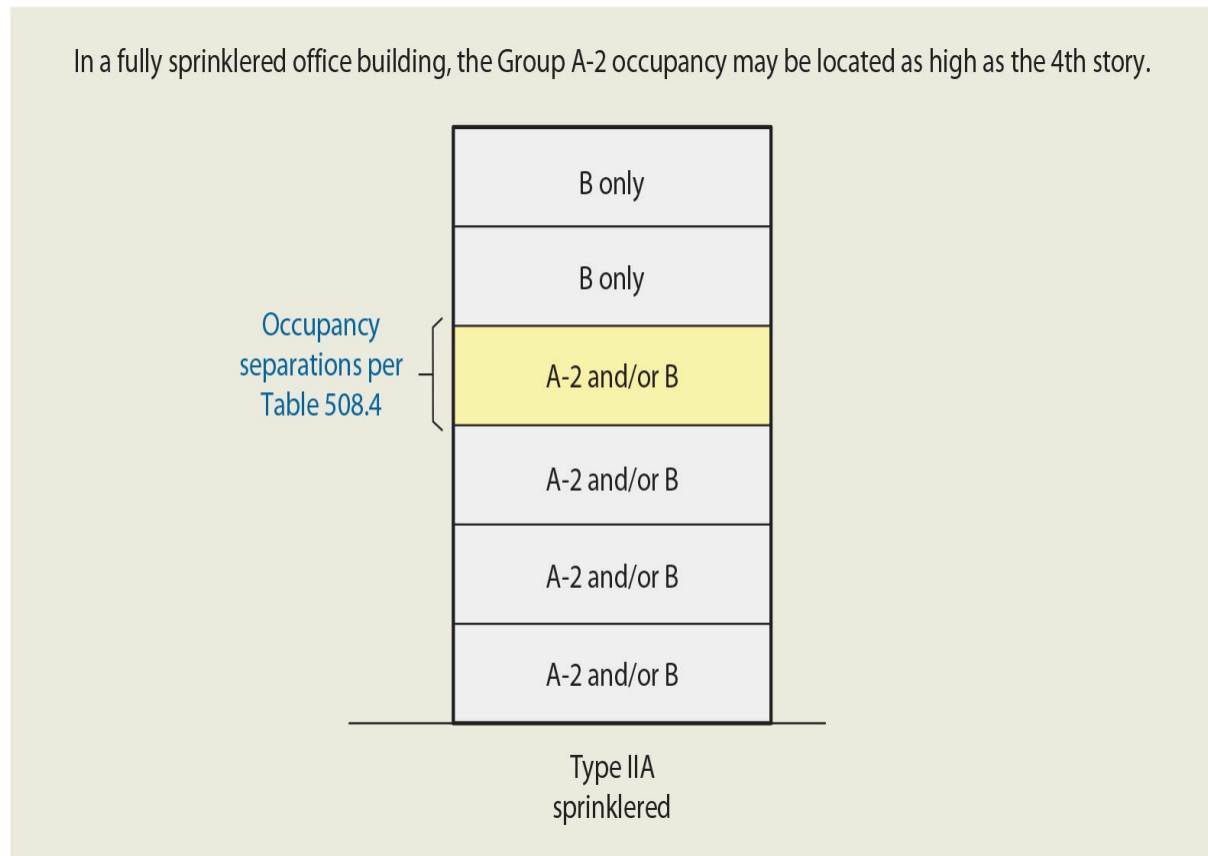 In a fully sprinklered office building, the Group A-2 occupancy may be located as high as the 4th story.
B only
B only
Occupancy
separations per
Table 508.4
A-2 and/or B
A-2 and/or B
A-2 and/or B
A-2 and/or B
Type IIA
sprinklered